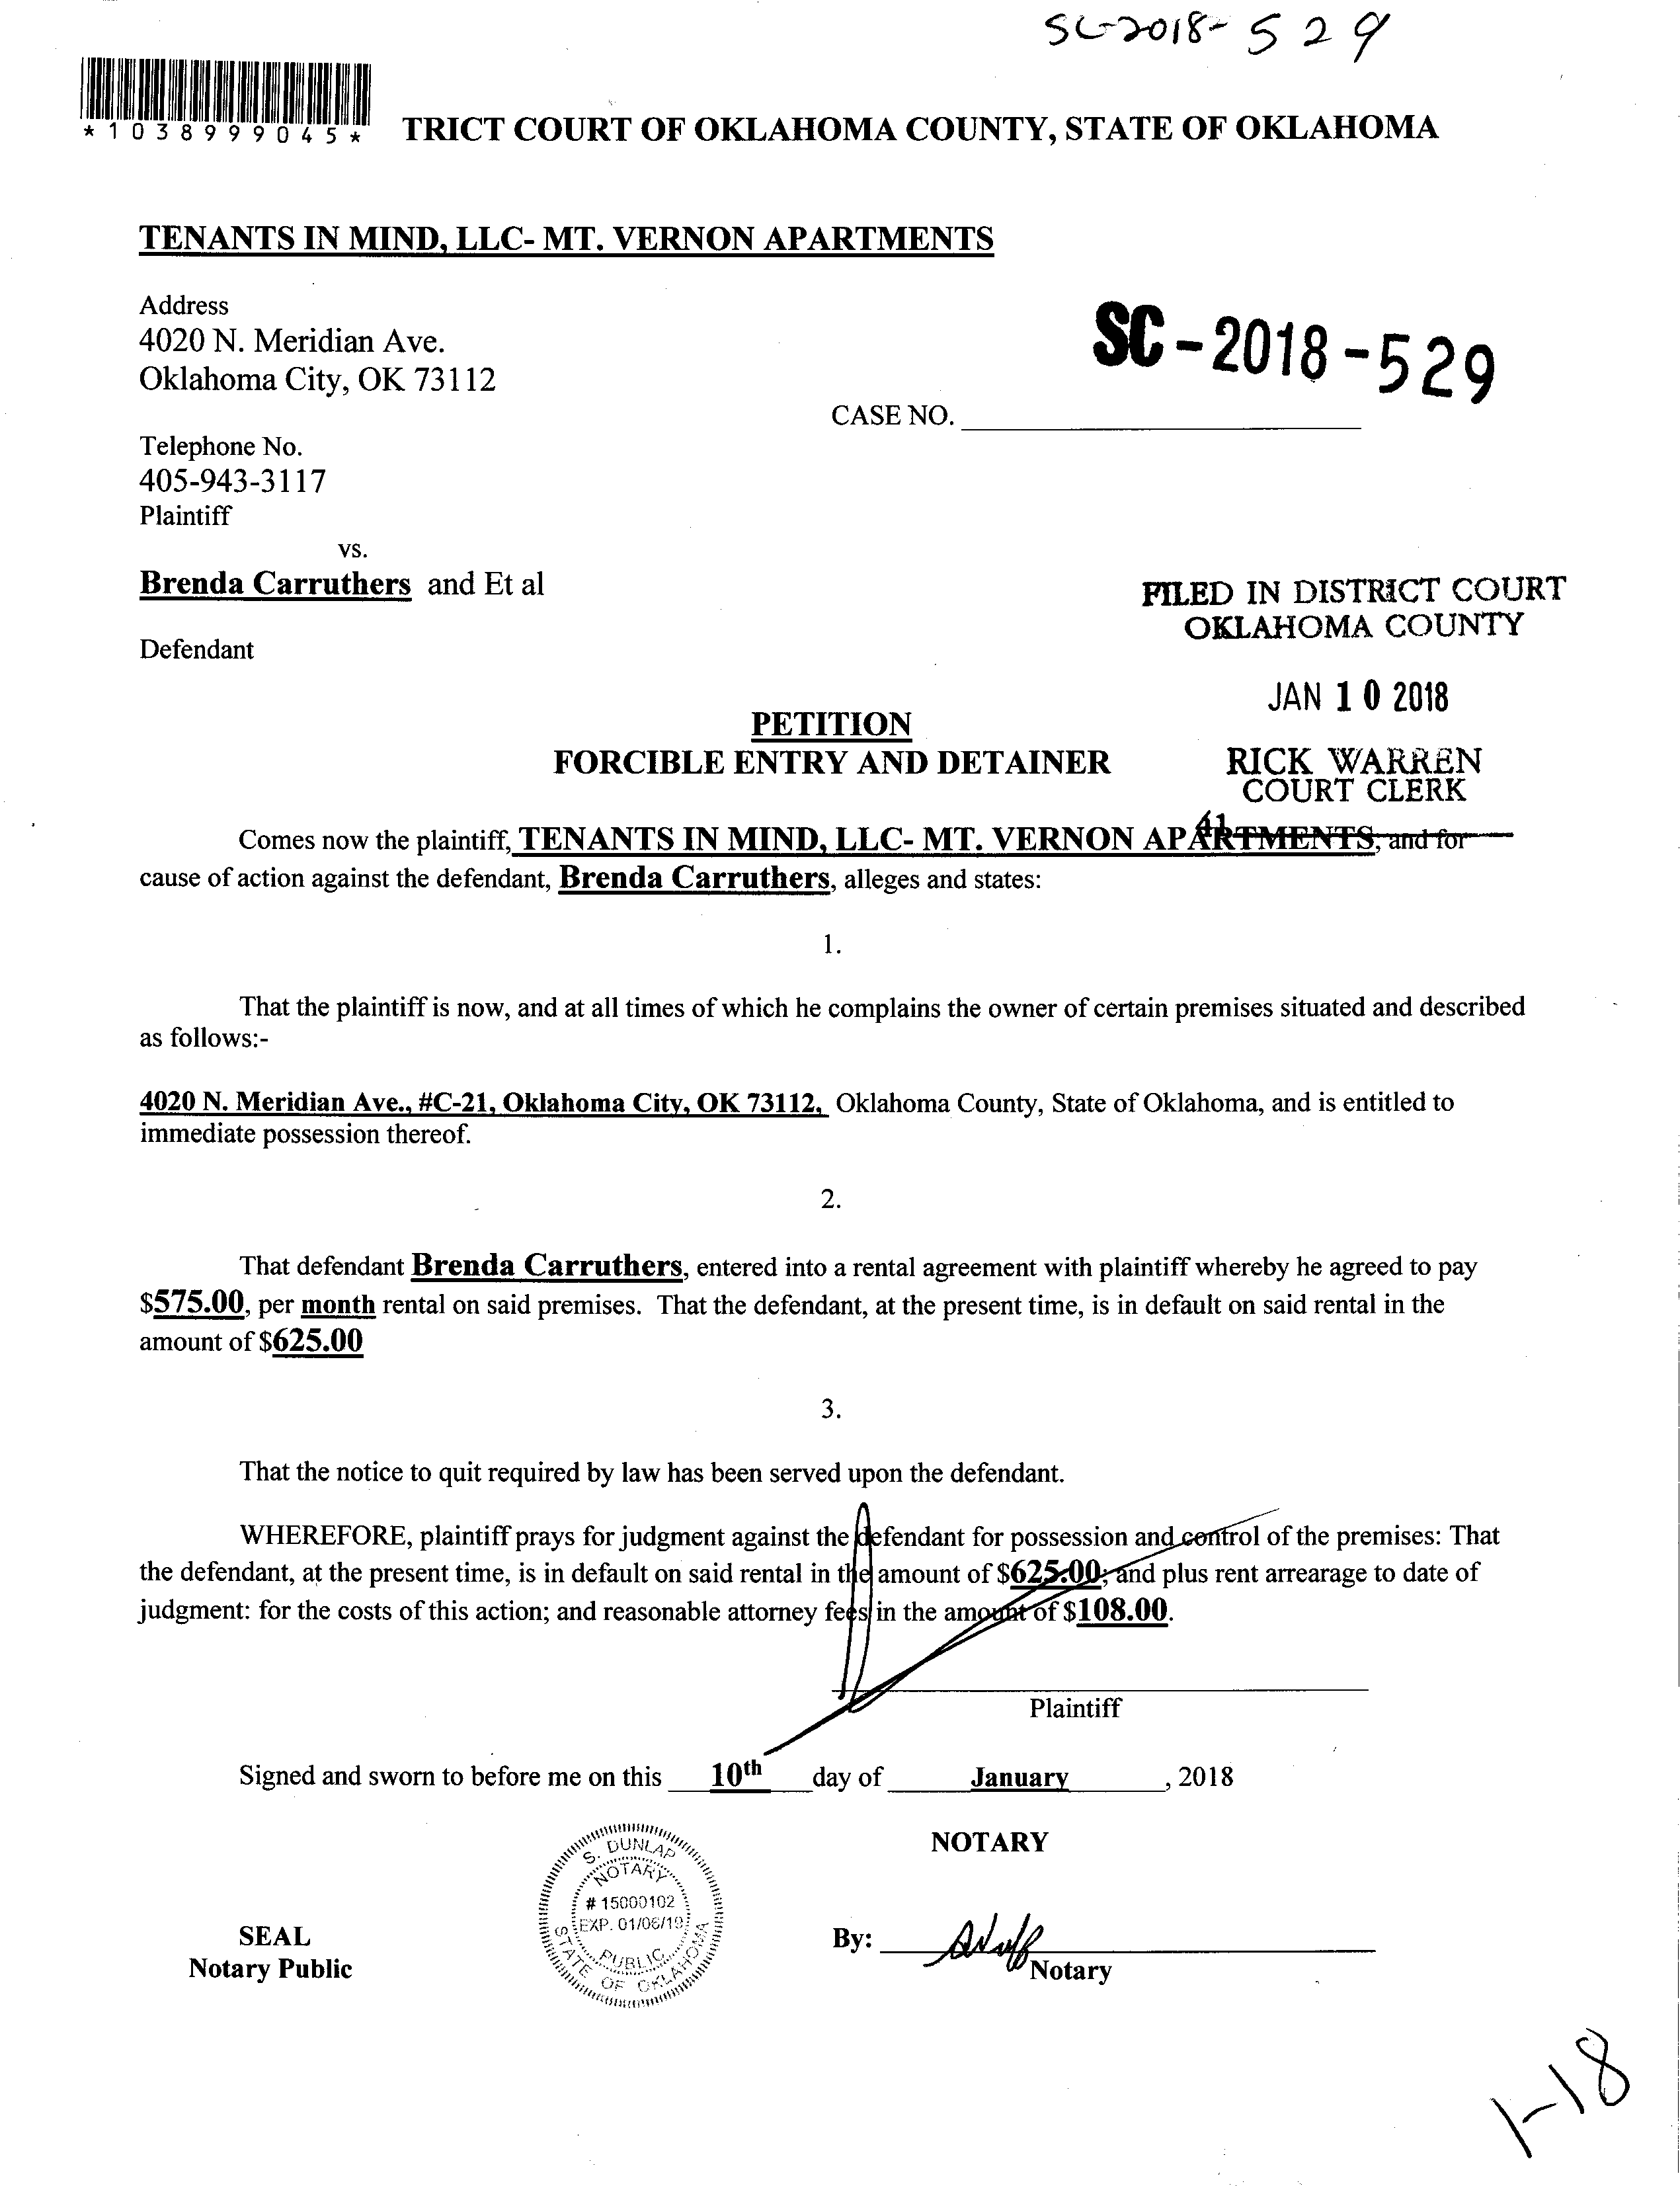 SC-2018-529
*1038999045*
TRICT COURT OF OKLAHOMA COUNTY, STATE OF OKLAHOMA
TENANTS IN MIND, LLC- MT. VERNON APARTMENTS
Address
4020 N. Meridian Ave.
Oklahoma City, OK 73112
SC-2018-529
CASE NO.
Telephone No.
405-943-3117
Plaintiff
vs.
Brenda Carruthers and Et al
Defendant
FILED IN DISTRICT COURT
OKLAHOMA COUNTY
JAN 10 2018
RICK WARREN
COURT CLERK
41
PETITION
FORCIBLE ENTRY AND DETAINER
Comes now the plaintiff, TENANTS IN MIND, LLC- MT. VERNON APARTMENTS, and for
cause of action against the defendant, Brenda Carruthers, alleges and states:
1.
That the plaintiff is now, and at all times of which he complains the owner of certain premises situated and described
as follows:-
4020 N. Meridian Ave., #C-21, Oklahoma City, OK 73112, Oklahoma County, State of Oklahoma, and is entitled to
immediate possession thereof.
2.
That defendant Brenda Carruthers, entered into a rental agreement with plaintiff whereby he agreed to pay
$575.00, per month rental on said premises. That the defendant, at the present time, is in default on said rental in the
amount of $625.00
3.
That the notice to quit required by law has been served upon the defendant.
WHEREFORE, plaintiff prays for judgment against the defendant for possession and control of the premises: That
the defendant, at the present time, is in default on said rental in the amount of $625.00; and plus rent arrearage to date of
judgment: for the costs of this action; and reasonable attorney fees in the amount of $108.00.
Plaintiff
Signed and sworn to before me on this 10th day of January, 2018
NOTARY
S. DUNLAP
NOTARY
# 15000102
EXP. 01/06/19
PUBLIC
STATE OF OKLAHOMA
SEAL
Notary Public
By:
Notary
1-18